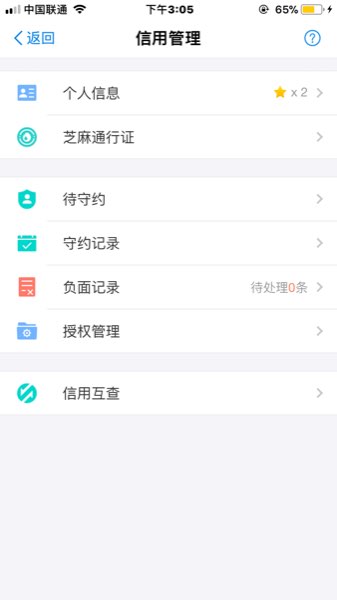 中国联通 下午3:05 65%
返回 信用管理 ?
个人信息 x 2
芝麻通行证
待守约
守约记录
负面记录 待处理0条
授权管理
信用互查